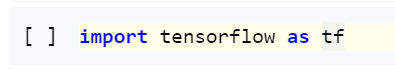 [ ] import tensorflow as tf